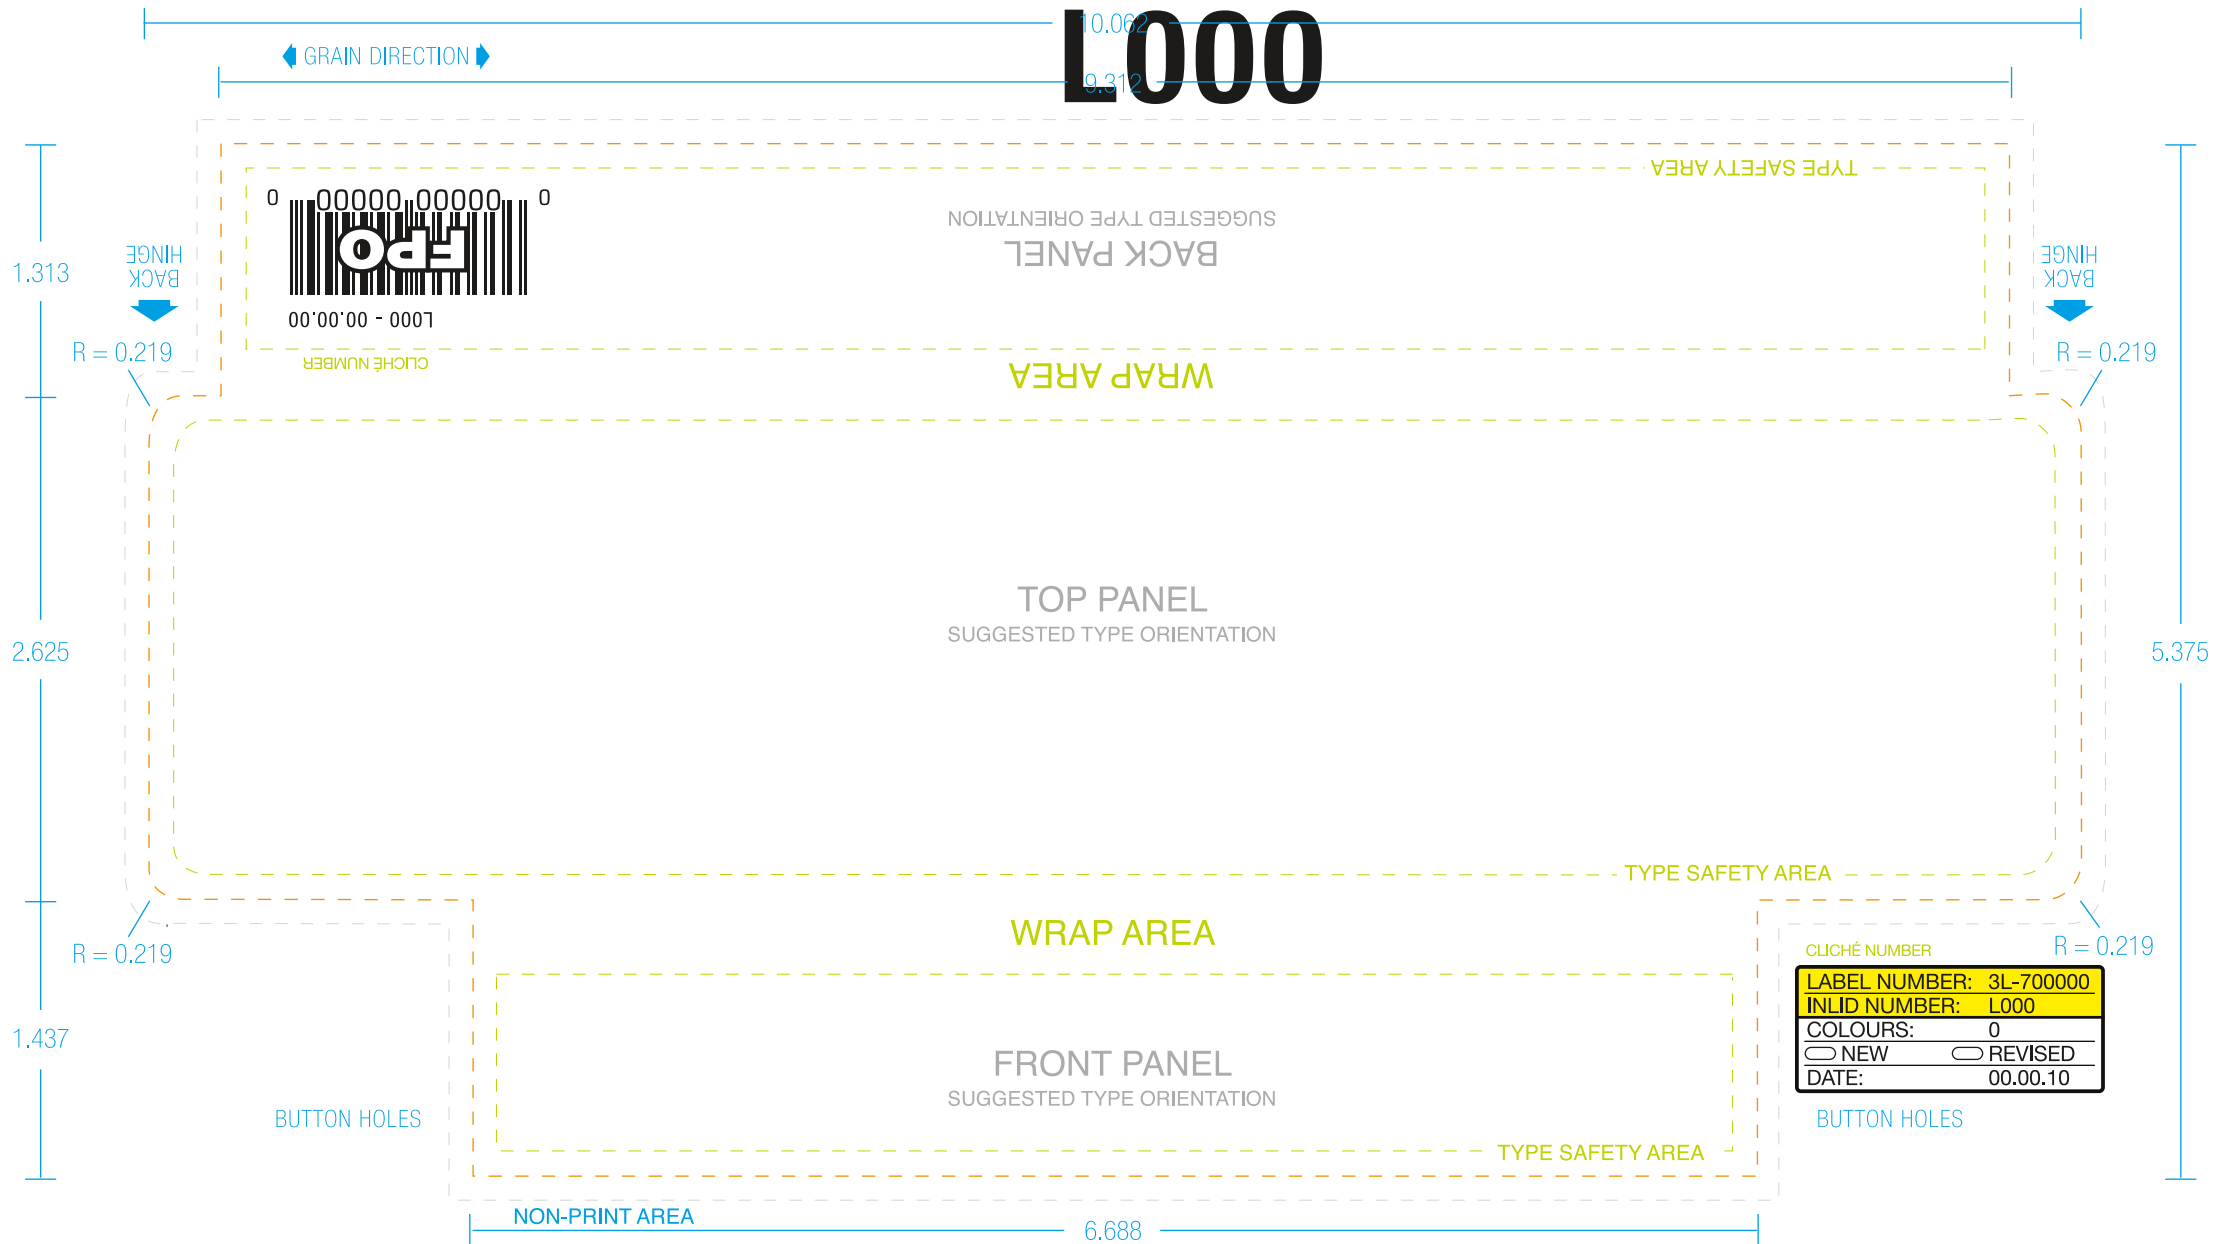 10.062
L000
GRAIN DIRECTION
9.312
TYPE SAFETY AREA
0 00000 00000 0
FPO
L000 - 00.00.00
CLICHÉ NUMBER
SUGGESTED TYPE ORIENTATION
BACK PANEL
1.313
BACK
HINGE
BACK
HINGE
R = 0.219
R = 0.219
WRAP AREA
TOP PANEL
SUGGESTED TYPE ORIENTATION
2.625
5.375
TYPE SAFETY AREA
WRAP AREA
R = 0.219
R = 0.219
CLICHÉ NUMBER
LABEL NUMBER: 3L-700000
INLID NUMBER: L000
COLOURS: 0
NEW REVISED
DATE: 00.00.10
1.437
FRONT PANEL
SUGGESTED TYPE ORIENTATION
BUTTON HOLES
BUTTON HOLES
TYPE SAFETY AREA
NON-PRINT AREA
6.688